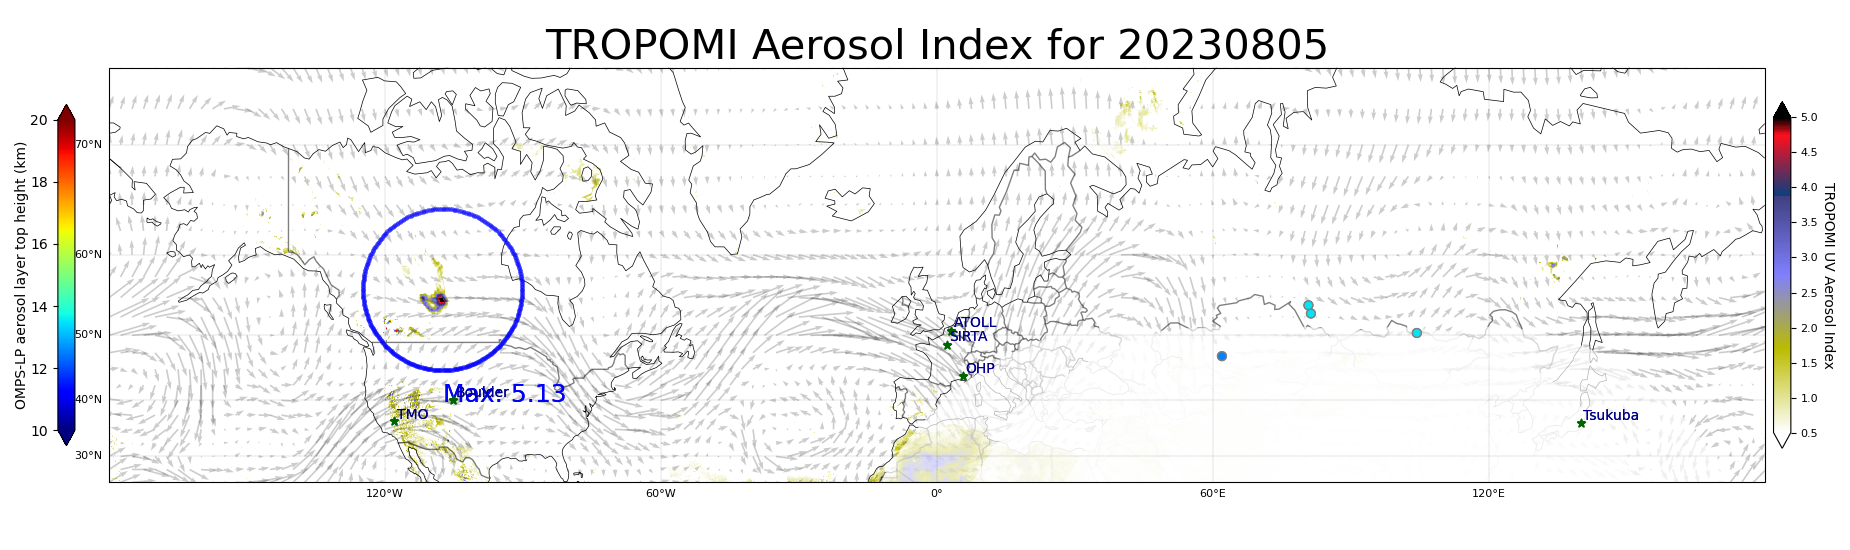 TROPOMI Aerosol Index for 20230805
OMPS-LP aerosol layer top height (km)
20
18
16
14
12
10
70°N
60°N
50°N
40°N
30°N
120°W
60°W
0°
60°E
120°E
ATOLL
SIRTA
OHP
Max: 5.13
Boulder
TMO
Tsukuba
5.0
4.5
4.0
3.5
3.0
2.5
2.0
1.5
1.0
0.5
TROPOMI UV Aerosol Index